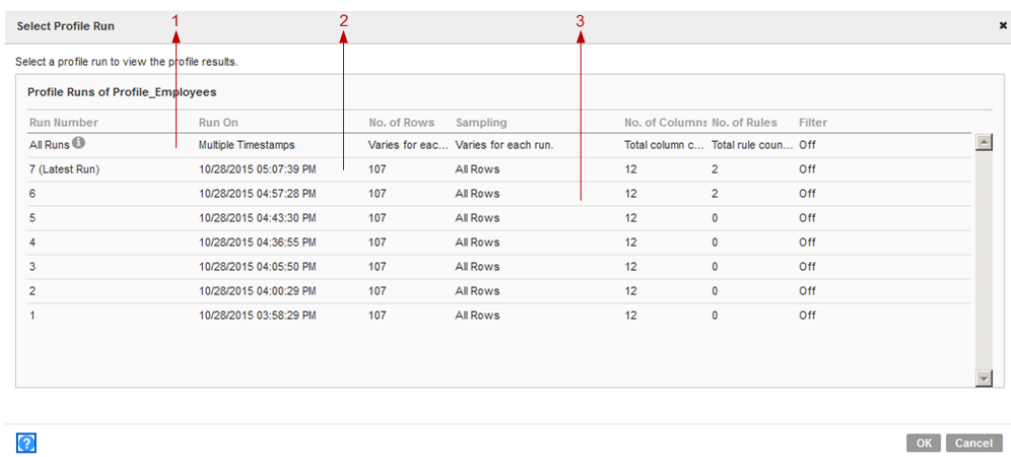 1 2 3
Select Profile Run
Select a profile run to view the profile results.
Profile Runs of Profile_Employees
Run Number Run On No. of Rows Sampling No. of Columns No. of Rules Filter
All Runs Multiple Timestamps Varies for eac... Varies for each run. Total column c... Total rule coun... Off
7 (Latest Run) 10/28/2015 05:07:39 PM 107 All Rows 12 2 Off
6 10/28/2015 04:57:28 PM 107 All Rows 12 2 Off
5 10/28/2015 04:43:30 PM 107 All Rows 12 0 Off
4 10/28/2015 04:36:55 PM 107 All Rows 12 0 Off
3 10/28/2015 04:05:50 PM 107 All Rows 12 0 Off
2 10/28/2015 04:00:29 PM 107 All Rows 12 0 Off
1 10/28/2015 03:58:29 PM 107 All Rows 12 0 Off
? OK Cancel